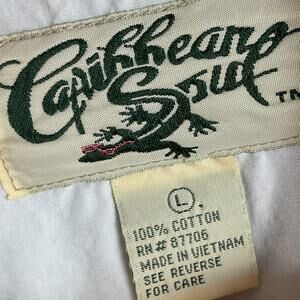 Caribbean
Soul
TM
L
100% COTTON
RN# 87706
MADE IN VIETNAM
SEE REVERSE
FOR CARE